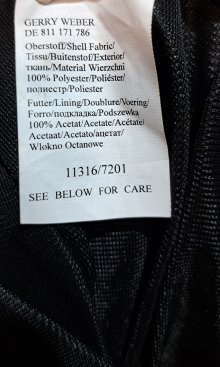 GERRY WEBER
DE 811 171 786
Oberstoff/Shell Fabric/
Tissu/Buitenstof/Exterior/
ткань/Material Wierzchni
100% Polyester/Poliéster/
полиэстр/Poliester
Futter/Lining/Doublure/Voering/
Forro/подкладка/Podszewka
100% Acetat/Acetate/Acétate/
Acetaat/Acetato/ацетат/
Wlokno Octanowe
11316/7201
SEE BELOW FOR CARE